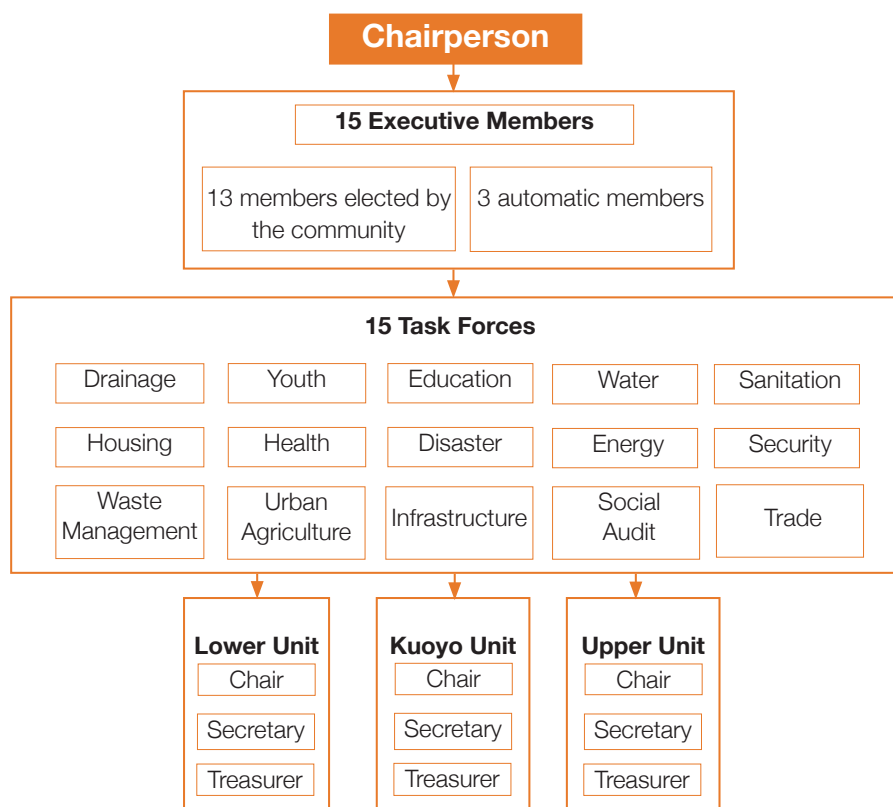 Chairperson
15 Executive Members
13 members elected by
the community
3 automatic members
15 Task Forces
Drainage
Youth
Education
Water
Sanitation
Housing
Health
Disaster
Energy
Security
Waste
Management
Urban
Agriculture
Infrastructure
Social
Audit
Trade
Lower Unit
Chair
Secretary
Treasurer
Kuoyo Unit
Chair
Secretary
Treasurer
Upper Unit
Chair
Secretary
Treasurer